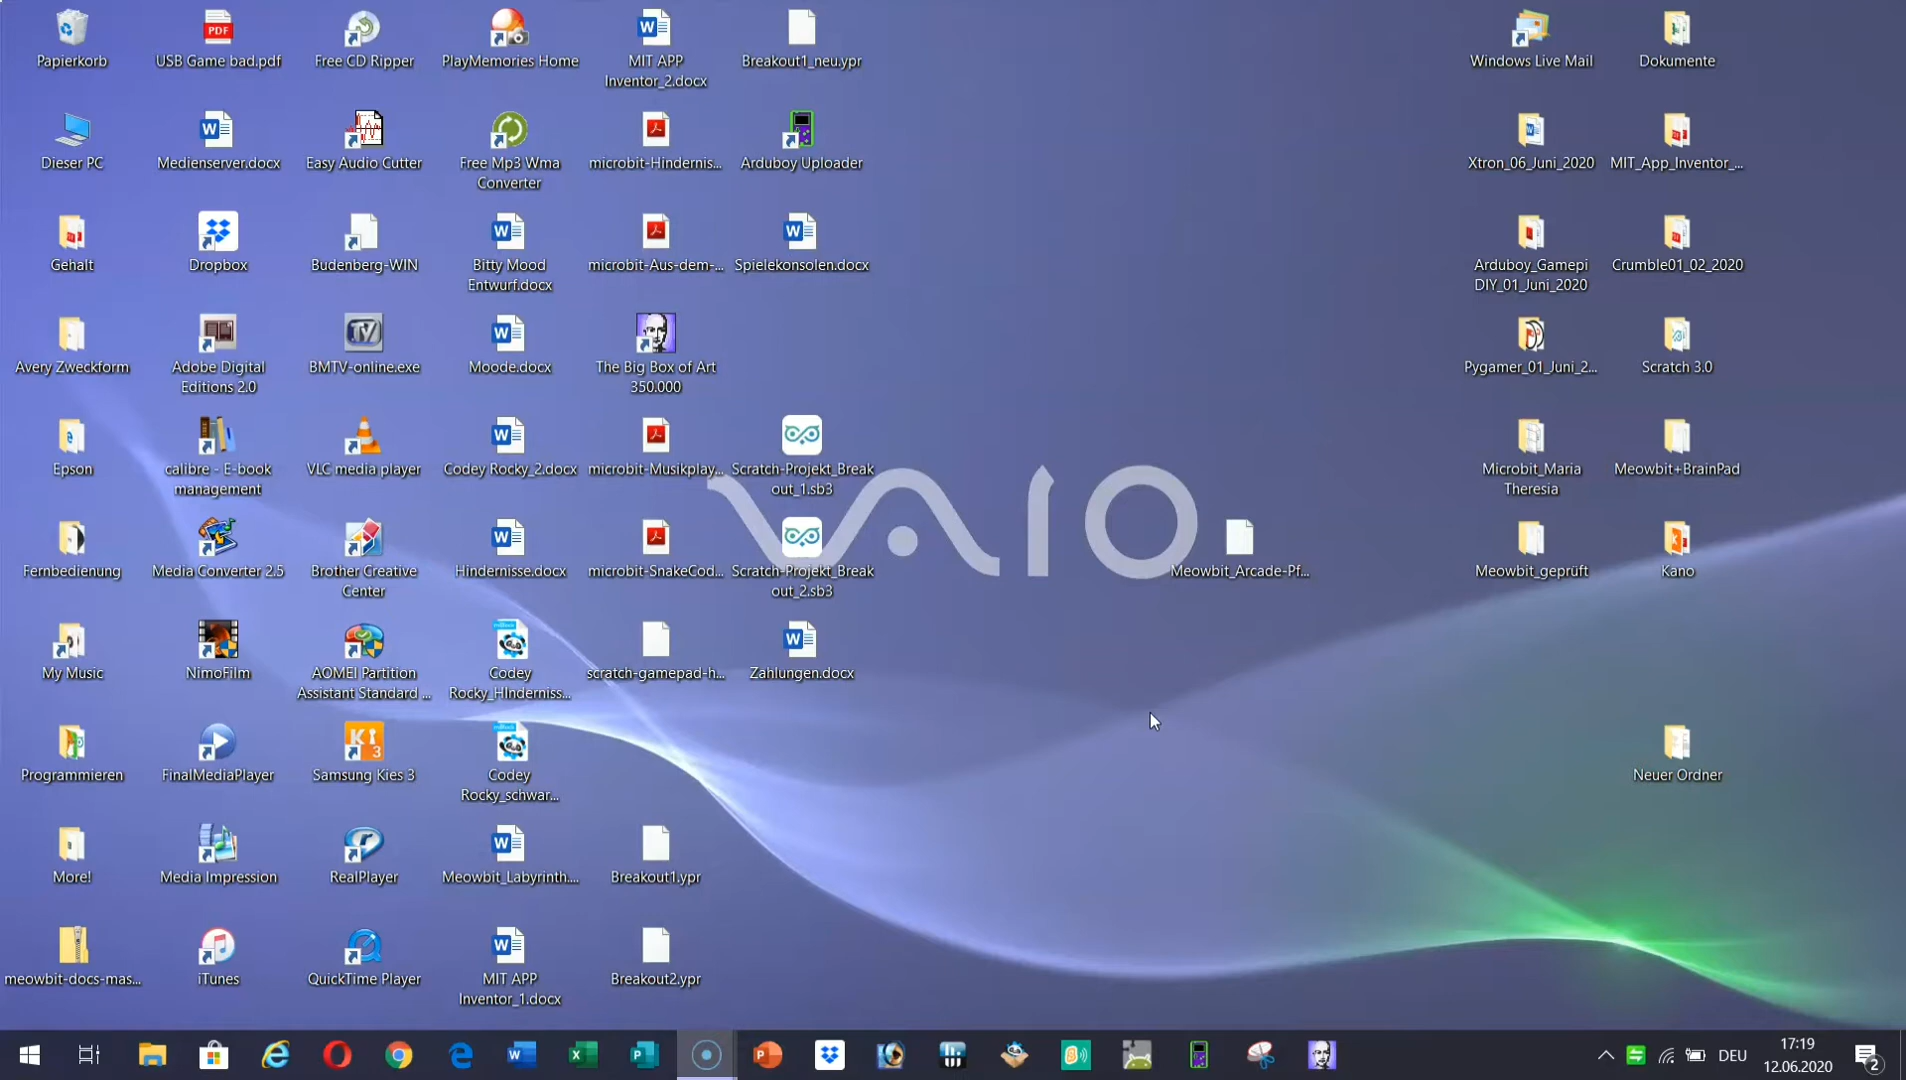 Papierkorb
USB Game bad.pdf
Free CD Ripper
PlayMemories Home
MIT APP
Inventor_2.docx
Breakout1_neu.ypr
Windows Live Mail
Dokumente
Dieser PC
Medienserver.docx
Easy Audio Cutter
Free Mp3 Wma
Converter
microbit-Hindernis...
Arduboy Uploader
Xtron_06_Juni_2020
MIT_App_Inventor_...
Gehalt
Dropbox
Budenberg-WIN
Bitty Mood
Entwurf.docx
microbit-Aus-dem-...
Spielekonsolen.docx
Arduboy_Gamepi
DIY_01_Juni_2020
Crumble01_02_2020
Avery Zweckform
Adobe Digital
Editions 2.0
BMTV-online.exe
Moode.docx
The Big Box of Art
350.000
Pygamer_01_Juni_2...
Scratch 3.0
Epson
calibre - E-book
management
VLC media player
Codey Rocky_2.docx
microbit-Musikplay...
Scratch-Projekt_Break
out_1.sb3
Microbit_Maria
Theresia
Meowbit+BrainPad
VAIO
Fernbedienung
Media Converter 2.5
Brother Creative
Center
Hindernisse.docx
microbit-SnakeCod...
Scratch-Projekt_Break
out_2.sb3
Meowbit_Arcade-Pf...
Meowbit_geprüft
Kano
My Music
NimoFilm
AOMEI Partition
Assistant Standard ...
Codey
Rocky_HIndernis...
scratch-gamepad-h...
Zahlungen.docx
Programmieren
FinalMediaPlayer
Samsung Kies 3
Codey
Rocky_schwar...
Neuer Ordner
More!
Media Impression
RealPlayer
Meowbit_Labyrinth....
Breakout1.ypr
meowbit-docs-mas...
iTunes
QuickTime Player
MIT APP
Inventor_1.docx
Breakout2.ypr
DEU
17:19
12.06.2020
2